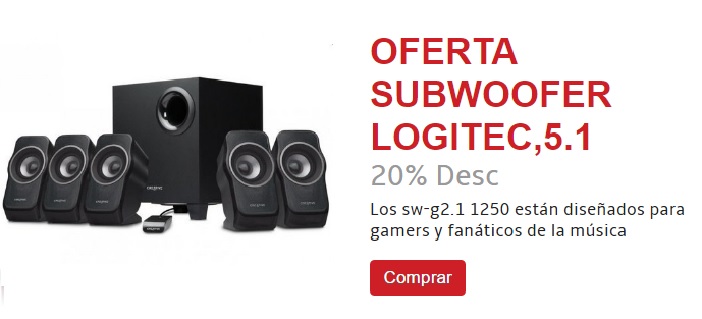 OFERTA
SUBWOOFER
LOGITEC,5.1
20% Desc
Los sw-g2.1 1250 están diseñados para
gamers y fanáticos de la música
Comprar